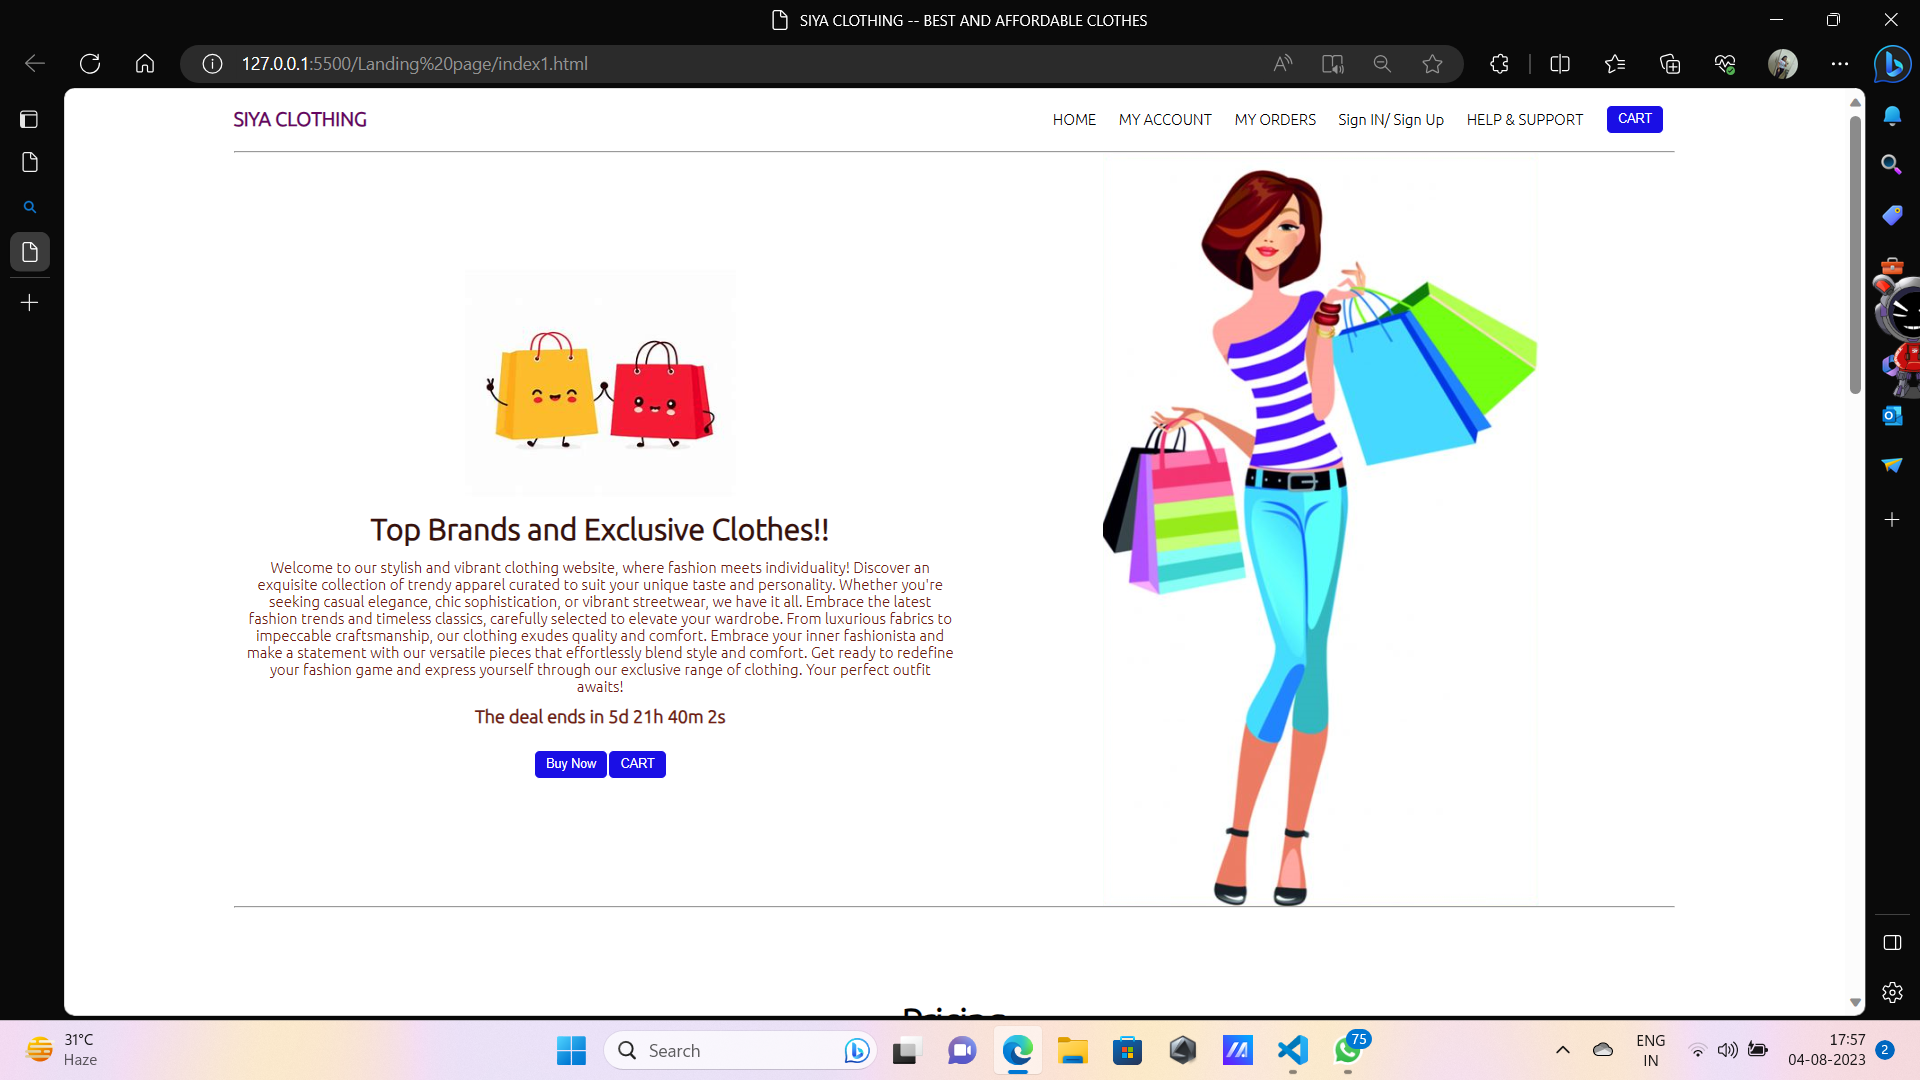 SIYA CLOTHING -- BEST AND AFFORDABLE CLOTHES
127.0.0.1:5500/Landing%20page/index1.html
SIYA CLOTHING
HOME
MY ACCOUNT
MY ORDERS
Sign IN/ Sign Up
HELP & SUPPORT
CART
Top Brands and Exclusive Clothes!!
Welcome to our stylish and vibrant clothing website, where fashion meets individuality! Discover an
exquisite collection of trendy apparel curated to suit your unique taste and personality. Whether you're
seeking casual elegance, chic sophistication, or vibrant streetwear, we have it all. Embrace the latest
fashion trends and timeless classics, carefully selected to elevate your wardrobe. From luxurious fabrics to
impeccable craftsmanship, our clothing exudes quality and comfort. Embrace your inner fashionista and
make a statement with our versatile pieces that effortlessly blend style and comfort. Get ready to redefine
your fashion game and express yourself through our exclusive range of clothing. Your perfect outfit
awaits!
The deal ends in 5d 21h 40m 2s
Buy Now
CART
Pricing
31°C
Haze
Search
75
ENG
IN
17:57
04-08-2023
2